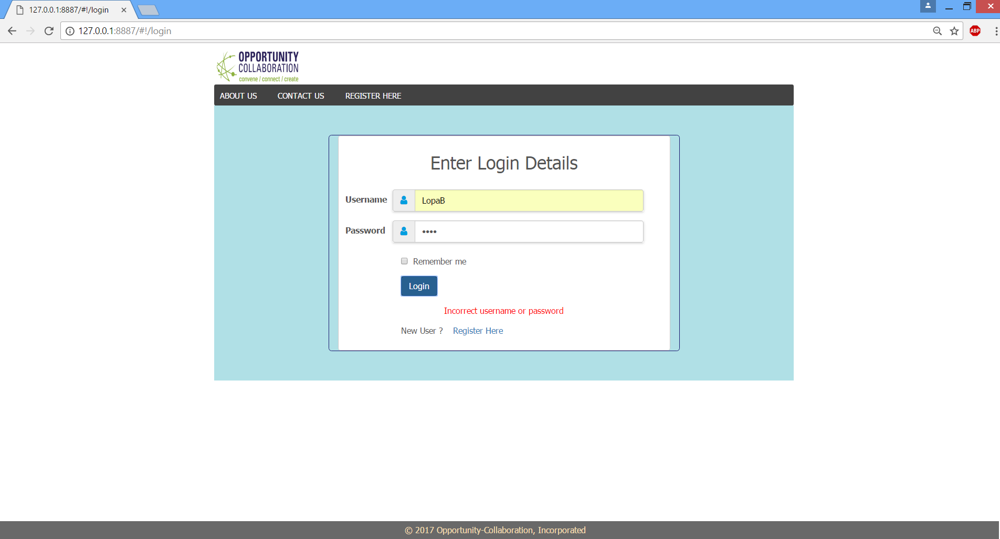 127.0.0.1:8887/#!/login
127.0.0.1:8887/#!/login
ABP
OPPORTUNITY
COLLABORATION
convene / connect / create
ABOUT US CONTACT US REGISTER HERE
Enter Login Details
Username LopaB
Password ••••
Remember me
Login
Incorrect username or password
New User ? Register Here
© 2017 Opportunity-Collaboration, Incorporated